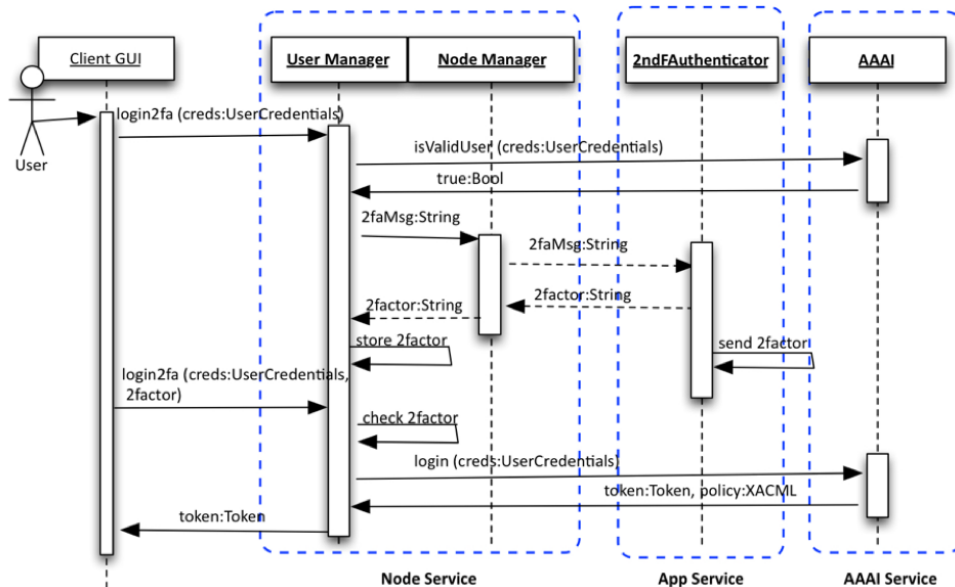 Client GUI
User Manager
Node Manager
2ndFAuthenticator
AAAI
User
login2fa (creds:UserCredentials)
isValidUser (creds:UserCredentials)
true:Bool
2faMsg:String
2faMsg:String
2factor:String
2factor:String
store 2factor
send 2factor
login2fa (creds:UserCredentials,
2factor)
check 2factor
login (creds:UserCredentials)
token:Token, policy:XACML
token:Token
Node Service
App Service
AAAI Service